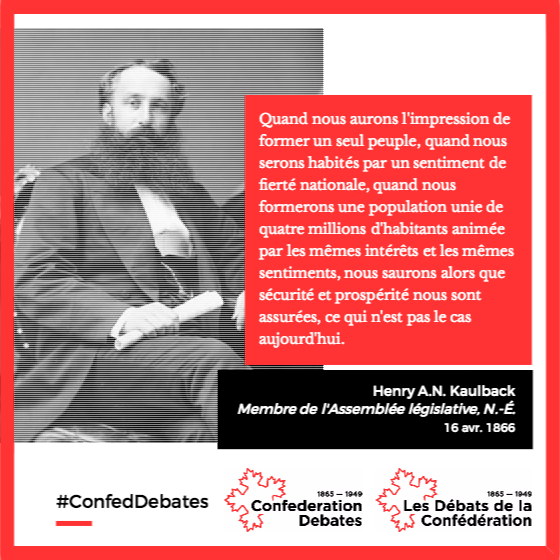 Quand nous aurons l'impression de
former un seul peuple, quand nous
serons habités par un sentiment de
fierté nationale, quand nous
formerons une population unie de
quatre millions d'habitants animée
par les mêmes intérêts et les mêmes
sentiments, nous saurons alors que
sécurité et prospérité nous sont
assurées, ce qui n'est pas le cas
aujourd'hui.
Henry A.N. Kaulback
Membre de l'Assemblée législative, N.-É.
16 avr. 1866
#ConfedDebates
1865 — 1949
Confederation
Debates
1865 — 1949
Les Débats de la
Confédération